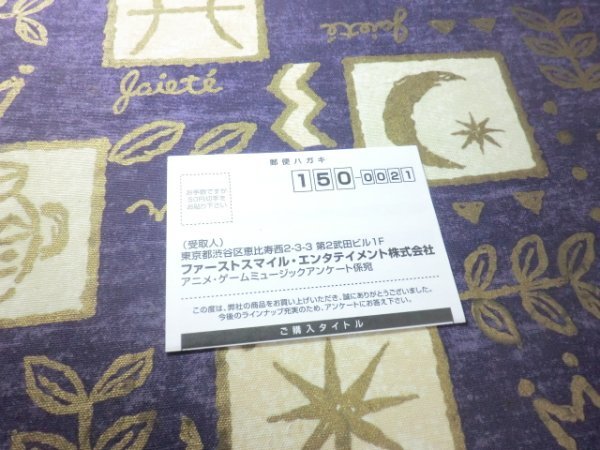 Jaieté
Jaieté
郵便ハガキ
150-0021
お手数ですが
50円切手を
お貼り下さい
(受取人)
東京都渋谷区恵比寿西2-3-3 第2武田ビル1F
ファーストスマイル・エンタテイメント株式会社
アニメ・ゲームミュージックアンケート係宛
この度は、弊社の商品をお買い上げいただき、誠にありがとうございました。
今後のラインナップ充実のため、アンケートにお答え下さい。
ご購入タイトル